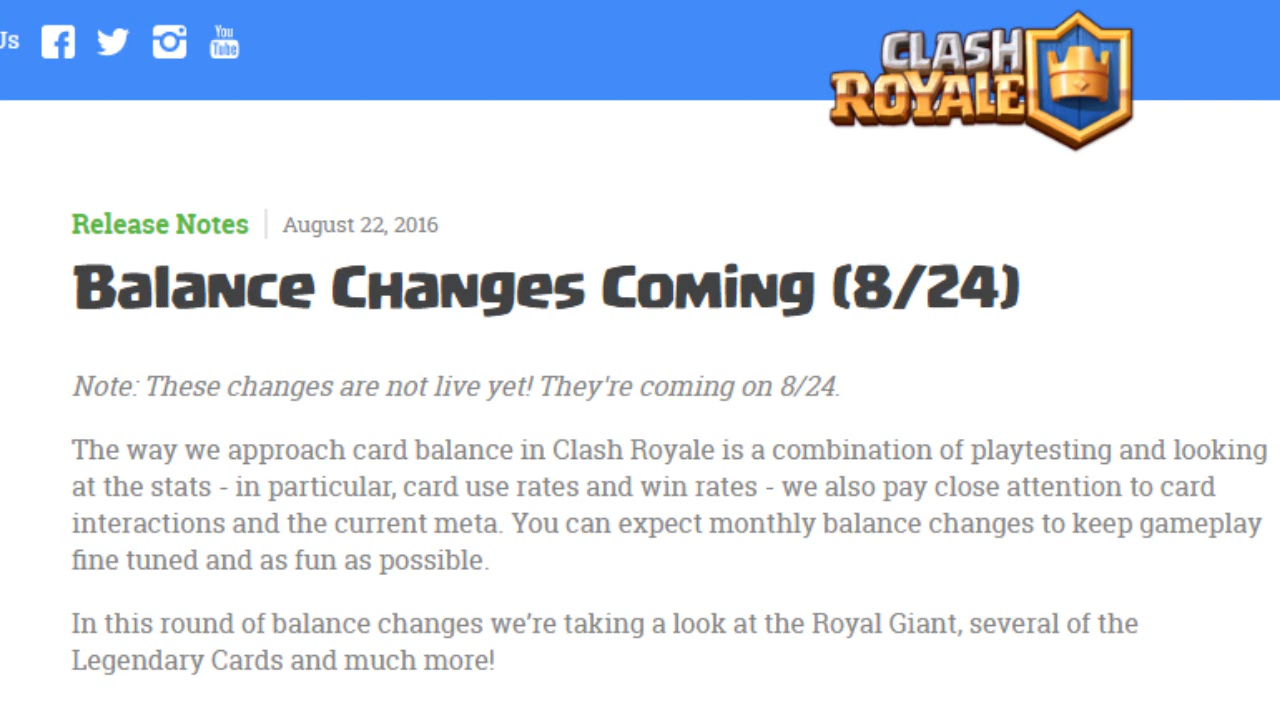 Us
You
Tube
CLASH
ROYALE
Release Notes
August 22, 2016
Balance Changes Coming (8/24)
Note: These changes are not live yet! They're coming on 8/24.
The way we approach card balance in Clash Royale is a combination of playtesting and looking
at the stats - in particular, card use rates and win rates - we also pay close attention to card
interactions and the current meta. You can expect monthly balance changes to keep gameplay
fine tuned and as fun as possible.
In this round of balance changes we’re taking a look at the Royal Giant, several of the
Legendary Cards and much more!